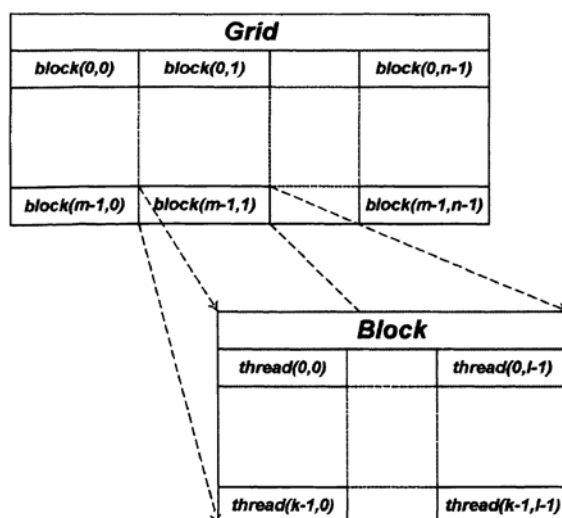 Grid
block(0,0) block(0,1) block(0,n-1)
block(m-1,0) block(m-1,1) block(m-1,n-1)
Block
thread(0,0) thread(0,l-1)
thread(k-1,0) thread(k-1,l-1)